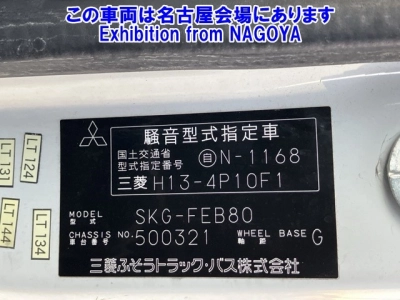 この車両は名古屋会場にあります
Exhibition from NAGOYA
騒音型式指定車
国土交通省
型式指定番号 自N-1168
三菱 H13-4P10F1
MODEL
型式 SKG-FEB80
CHASSIS NO.
車台番号 500321
WHEEL BASE
軸距 G
三菱ふそうトラック・バス株式会社
LT131
LT124
LT144
LT134